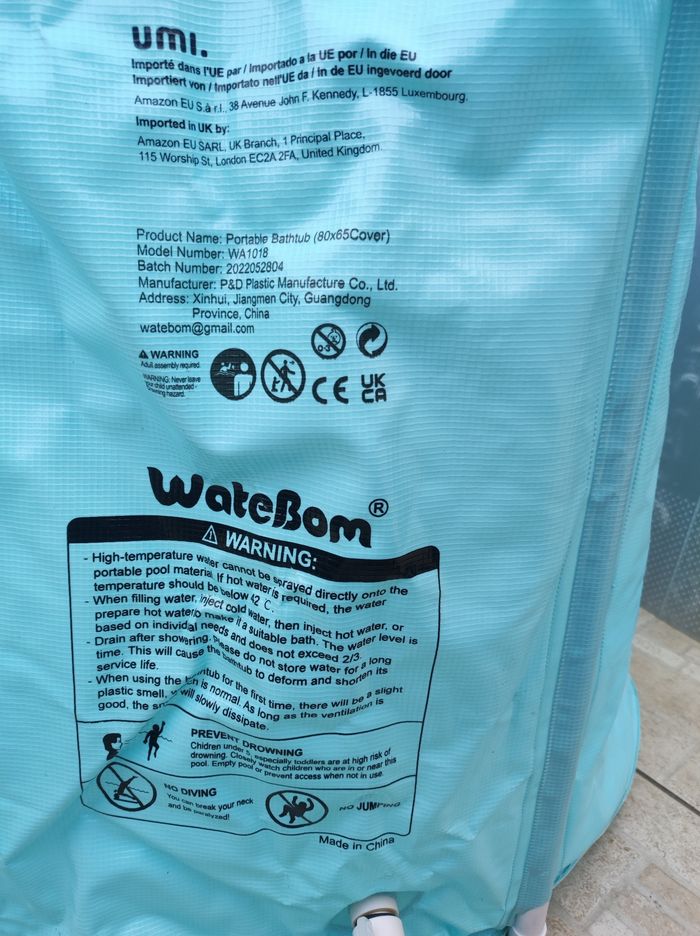 umi.
Importé dans l'UE par / Importado a la UE por / In die EU
Importiert von / Importato nell'UE da / in de EU ingevoerd door
Amazon EU S.à r.l., 38 Avenue John F. Kennedy, L-1855 Luxembourg.
Imported in UK by:
Amazon EU SARL, UK Branch, 1 Principal Place,
115 Worship St, London EC2A 2FA, United Kingdom
Product Name: Portable Bathtub (80x65Cover)
Model Number: WA1018
Batch Number: 2022052804
Manufacturer: P&D Plastic Manufacture Co., Ltd.
Address: Xinhui, Jiangmen City, Guangdong
Province, China
watebom@gmail.com
WARNING
Adult assembly required.
WARNING: Never leave
your child unattended -
hazard.
0-3
CE
UK
CA
WateBom®
WARNING:
- High-temperature water cannot be sprayed directly onto the
portable pool material. If hot water is required, the water
temperature should be below 42°C.
- When filling water, inject cold water, then inject hot water, or
prepare hot water to make it a suitable bath. The water level is
based on individal needs and does not exceed 2/3.
- Drain after showering. Please do not store water for a long
time. This will cause the bathtub to deform and shorten its
service life.
- When using the for the first time, there will be a slight
plastic smell, is normal. As long as the ventilation is
good, the will slowly dissipate.
PREVENT DROWNING
Children under 5, especially toddlers are at high risk of
drowning. Closely watch children who are in or near this
pool. Empty pool or prevent access when not in use.
NO DIVING
You can break your neck
and be paralyzed!
NO JUMPING
Made in China